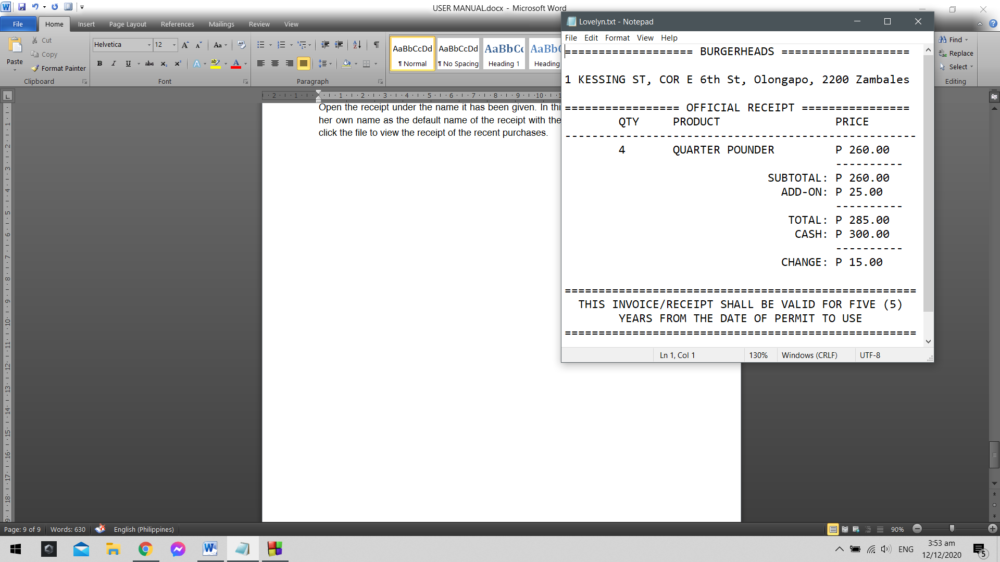 USER MANUAL.docx - Microsoft Word
File Home Insert Page Layout References Mailings Review View
Paste
Cut
Copy
Format Painter
Clipboard
Helvetica 12
Font
Paragraph
AaBbCcDd AaBbCcDd AaBbCc AaBbC
¶ Normal ¶ No Spacing Heading 1 Heading
Find
Replace
Select
Editing
Open the receipt under the name it has been given. In thi
her own name as the default name of the receipt with the
click the file to view the receipt of the recent purchases.
Lovelyn.txt - Notepad
File Edit Format View Help
=================== BURGERHEADS ===================
1 KESSING ST, COR E 6th St, Olongapo, 2200 Zambales
================= OFFICIAL RECEIPT ================
QTY PRODUCT PRICE
----------------------------------------------------
4 QUARTER POUNDER P 260.00
----------
SUBTOTAL: P 260.00
ADD-ON: P 25.00
----------
TOTAL: P 285.00
CASH: P 300.00
----------
CHANGE: P 15.00
====================================================
THIS INVOICE/RECEIPT SHALL BE VALID FOR FIVE (5)
YEARS FROM THE DATE OF PERMIT TO USE
====================================================
Ln 1, Col 1 130% Windows (CRLF) UTF-8
Page: 9 of 9 Words: 630 English (Philippines) 90%
ENG
3:53 am
12/12/2020
5